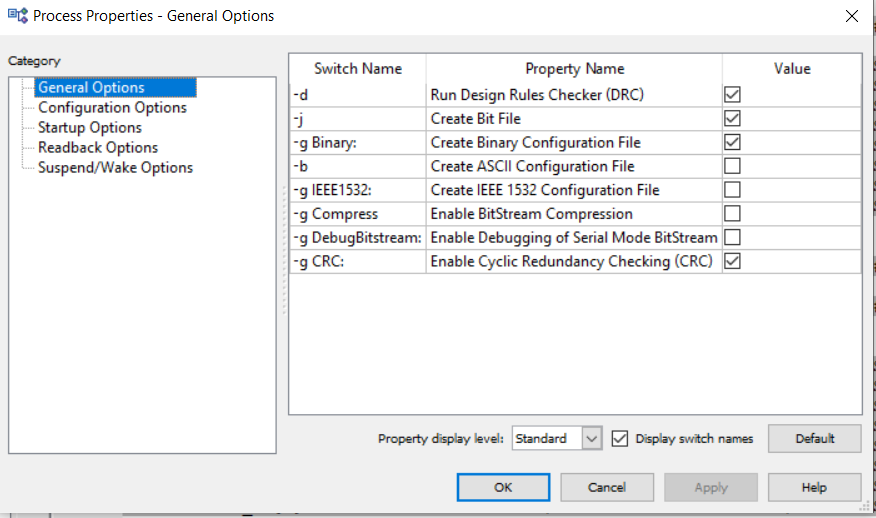 Process Properties - General Options
Category
General Options
Configuration Options
Startup Options
Readback Options
Suspend/Wake Options
Switch Name Property Name Value
-d Run Design Rules Checker (DRC)
-j Create Bit File
-g Binary: Create Binary Configuration File
-b Create ASCII Configuration File
-g IEEE1532: Create IEEE 1532 Configuration File
-g Compress Enable BitStream Compression
-g DebugBitstream: Enable Debugging of Serial Mode BitStream
-g CRC: Enable Cyclic Redundancy Checking (CRC)
Property display level: Standard Display switch names Default
OK Cancel Apply Help